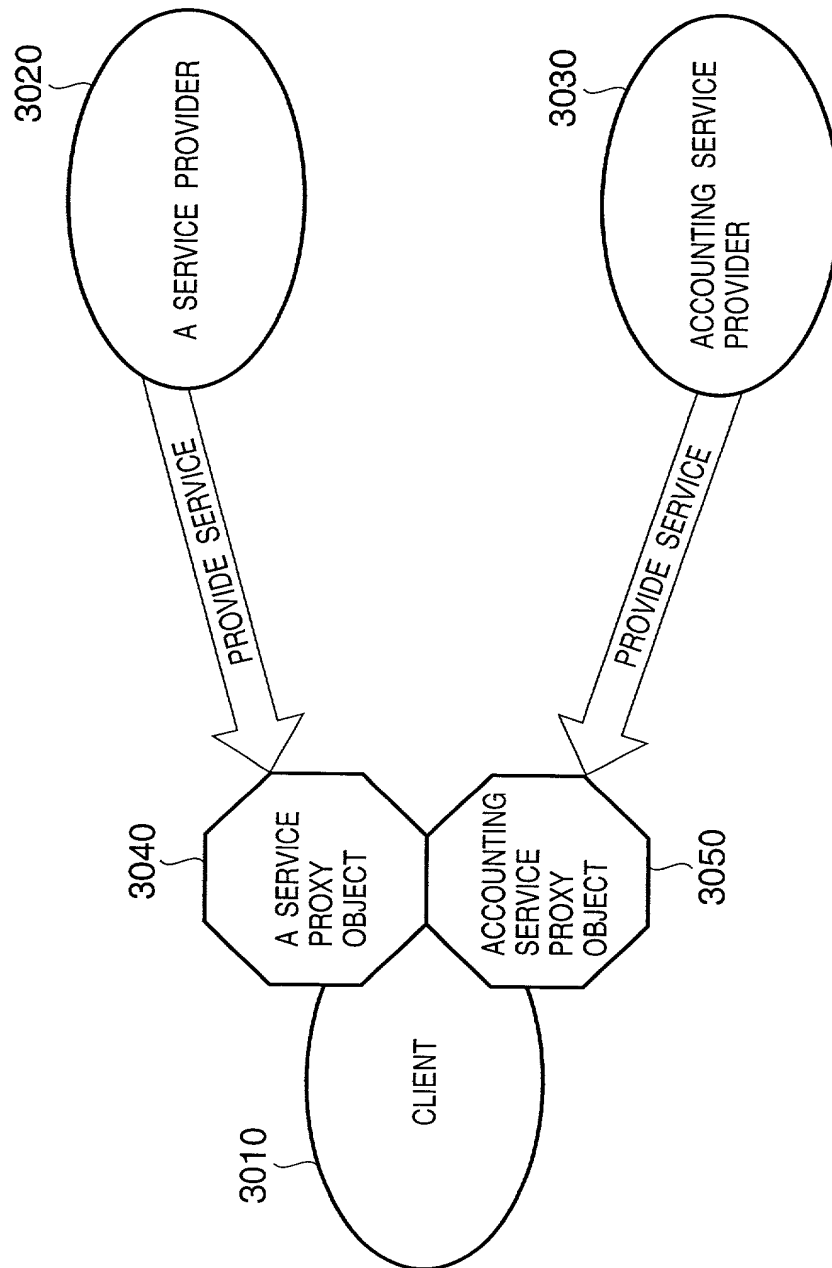 3020
A SERVICE PROVIDER
PROVIDE SERVICE
3040
A SERVICE
PROXY
OBJECT
3010
CLIENT
3030
ACCOUNTING SERVICE
PROVIDER
PROVIDE SERVICE
ACCOUNTING
SERVICE
PROXY
OBJECT
3050